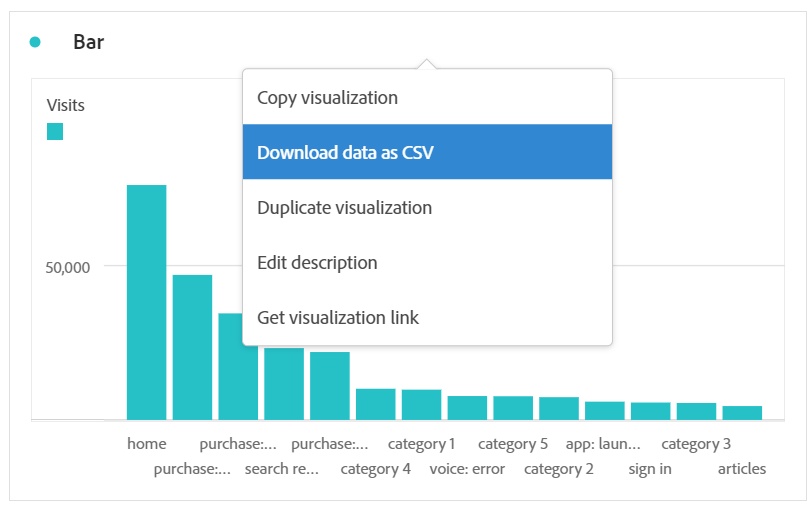 Bar
Visits
Copy visualization
Download data as CSV
Duplicate visualization
Edit description
Get visualization link
50,000
home purchase:... purchase:... category 1 category 5 app: laun... category 3
purchase:... search re... category 4 voice: error category 2 sign in articles